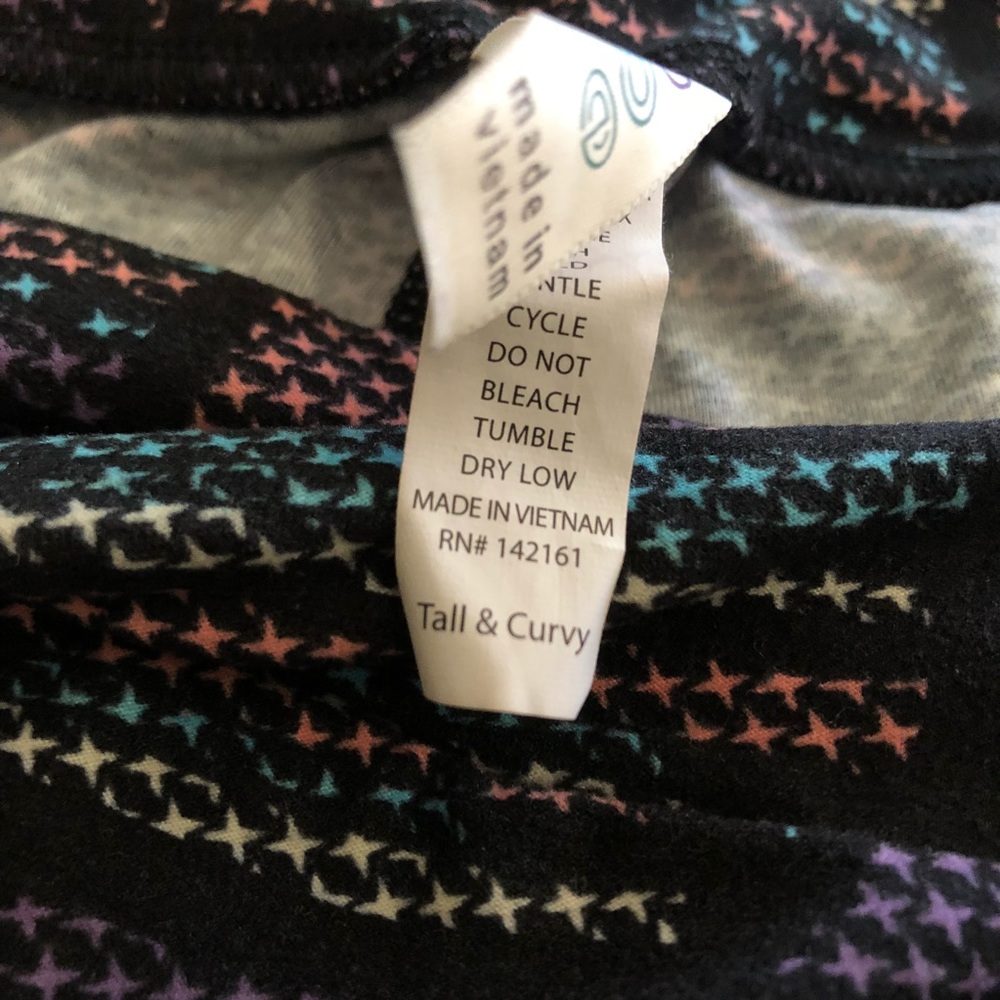 made in
vietnam
CYCLE
DO NOT
BLEACH
TUMBLE
DRY LOW
MADE IN VIETNAM
RN# 142161
Tall & Curvy